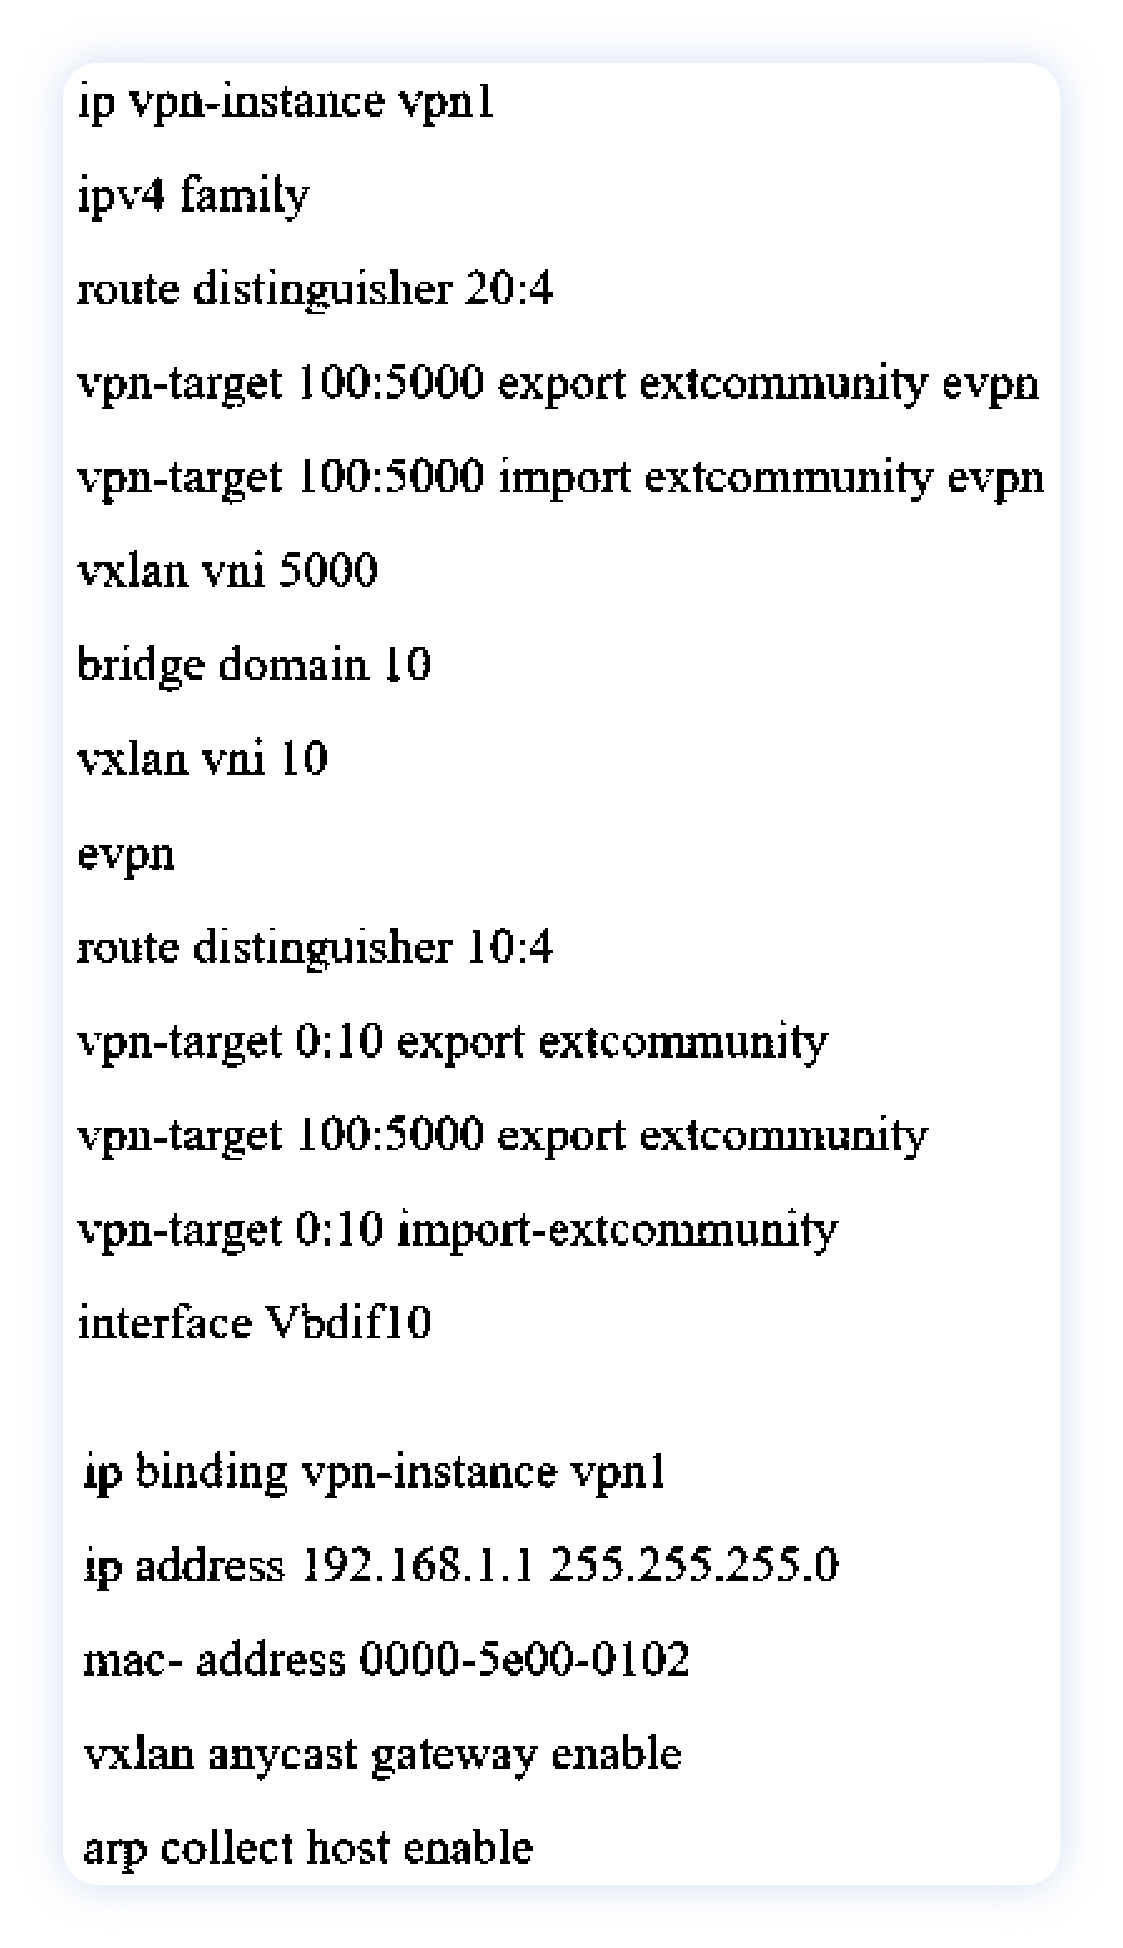 ip vpn-instance vpn1
ipv4 family
route distinguisher 20:4
vpn-target 100:5000 export extcommunity evpn
vpn-target 100:5000 import extcommunity evpn
vxlan vni 5000
bridge domain 10
vxlan vni 10
evpn
route distinguisher 10:4
vpn-target 0:10 export extcommunity
vpn-target 100:5000 export extcommunity
vpn-target 0:10 import-extcommunity
interface Vbdif10
ip binding vpn-instance vpn1
ip address 192.168.1.1 255.255.255.0
mac- address 0000-5e00-0102
vxlan anycast gateway enable
arp collect host enable